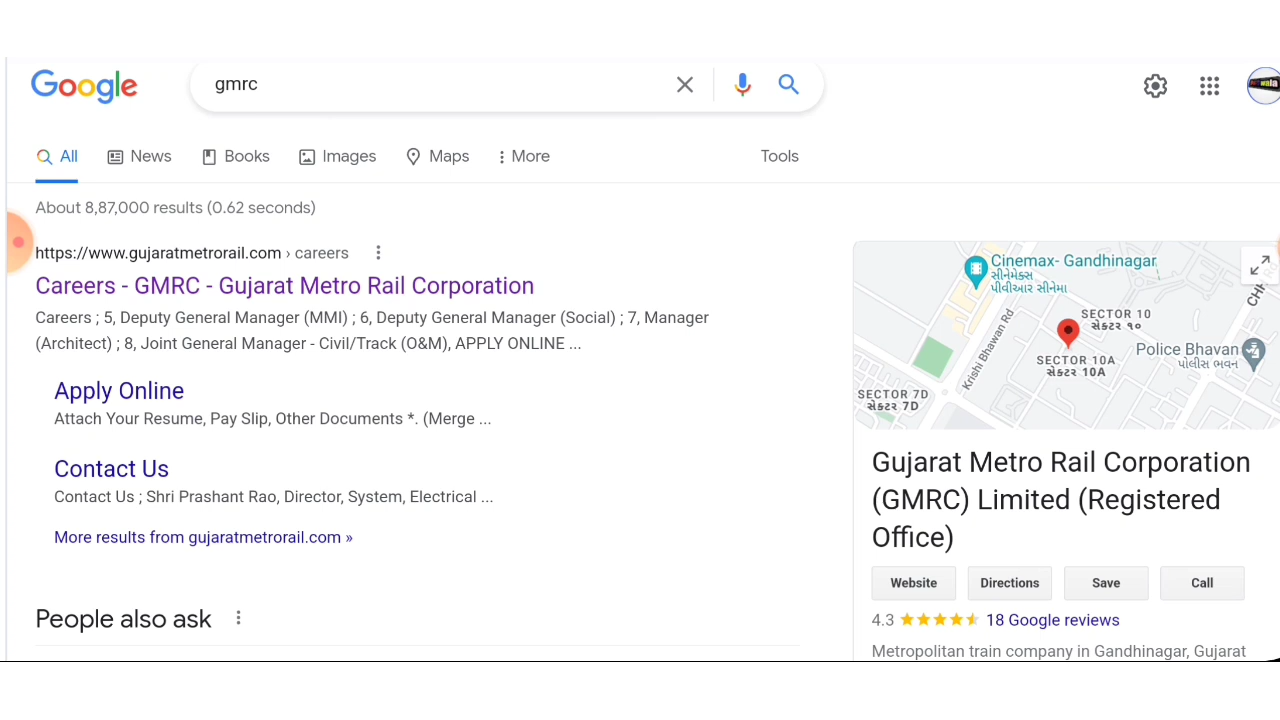 Google
gmrc
All
News
Books
Images
Maps
More
Tools
About 8,87,000 results (0.62 seconds)
https://www.gujaratmetrorail.com › careers
Careers - GMRC - Gujarat Metro Rail Corporation
Careers ; 5, Deputy General Manager (MMI) ; 6, Deputy General Manager (Social) ; 7, Manager
(Architect) ; 8, Joint General Manager - Civil/Track (O&M), APPLY ONLINE ...
Apply Online
Attach Your Resume, Pay Slip, Other Documents *. (Merge ...
Contact Us
Contact Us ; Shri Prashant Rao, Director, System, Electrical ...
More results from gujaratmetrorail.com »
People also ask
Cinemax- Gandhinagar
સીનેમેક્સ
પીવીઆર સીનેમા
SECTOR 10
સેક્ટર ૧૦
Krishi Bhawan Rd
Police Bhavan
પોલીસ ભવન
SECTOR 10A
સેક્ટર 10A
SECTOR 7D
સેક્ટર 7D
Gujarat Metro Rail Corporation
(GMRC) Limited (Registered
Office)
Website
Directions
Save
Call
4.3
18 Google reviews
Metropolitan train company in Gandhinagar, Gujarat